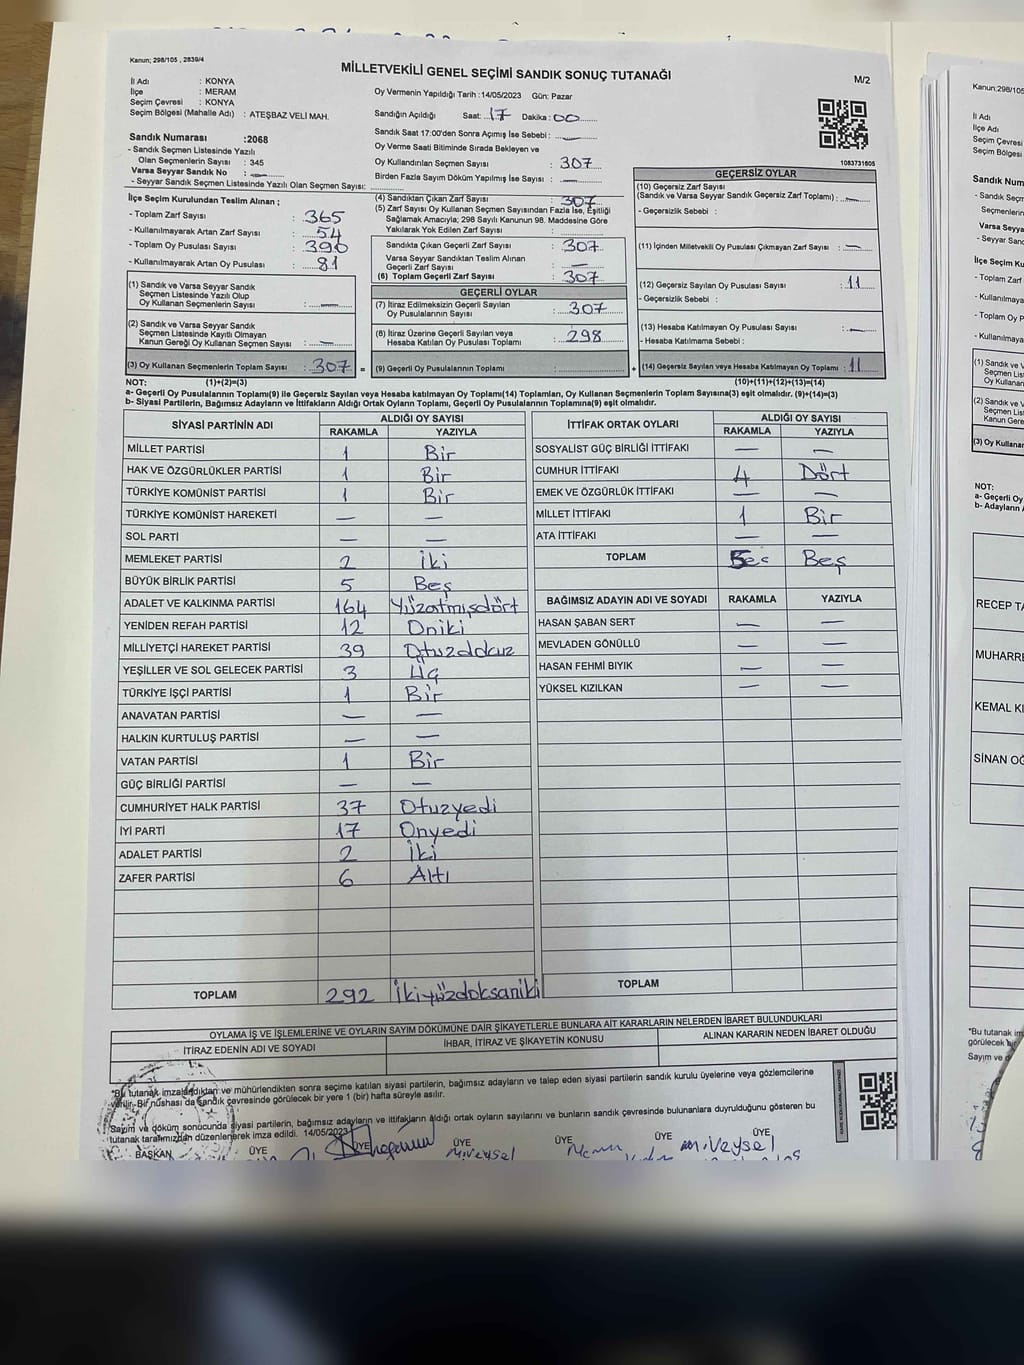 Kanun; 298/105 , 2839/4
MİLLETVEKİLİ GENEL SEÇİMİ SANDIK SONUÇ TUTANAĞI
M/2
İl Adı : KONYA
İlçe : MERAM
Seçim Çevresi : KONYA
Seçim Bölgesi (Mahalle Adı) : ATEŞBAZ VELİ MAH.
Oy Vermenin Yapıldığı Tarih : 14/05/2023 Gün: Pazar
Sandığın Açıldığı Saat: 17 Dakika : 00
Sandık Saat 17:00'den Sonra Açımış İse Sebebi : —
Oy Verme Saati Bitiminde Sırada Bekleyen ve
Oy Kullandırılan Seçmen Sayısı : 307
Birden Fazla Sayım Döküm Yapılmış İse Sayısı : —
1083731605
Sandık Numarası :2068
- Sandık Seçmen Listesinde Yazılı
Olan Seçmenlerin Sayısı : 345
Varsa Seyyar Sandık No : —
- Seyyar Sandık Seçmen Listesinde Yazılı Olan Seçmen Sayısı:
İlçe Seçim Kurulundan Teslim Alınan ;
- Toplam Zarf Sayısı : 365
- Kullanılmayarak Artan Zarf Sayısı : 54
- Toplam Oy Pusulası Sayısı : 390
- Kullanılmayarak Artan Oy Pusulası : 81
(1) Sandık ve Varsa Seyyar Sandık
Seçmen Listesinde Yazılı Olup
Oy Kullanan Seçmenlerin Sayısı : —
(2) Sandık ve Varsa Seyyar Sandık
Seçmen Listesinde Kayıtlı Olmayan
Kanun Gereği Oy Kullanan Seçmen Sayısı : —
(3) Oy Kullanan Seçmenlerin Toplam Sayısı : 307 =
(4) Sandıktan Çıkan Zarf Sayısı : 307
(5) Zarf Sayısı Oy Kullanan Seçmen Sayısından Fazla İse, Eşitliği
Sağlamak Amacıyla; 298 Sayılı Kanunun 98. Maddesine Göre
Yakılarak Yok Edilen Zarf Sayısı :
Sandıkta Çıkan Geçerli Zarf Sayısı : 307
Varsa Seyyar Sandıktan Teslim Alınan
Geçerli Zarf Sayısı : —
(6) Toplam Geçerli Zarf Sayısı : 307
GEÇERLİ OYLAR
(7) İtiraz Edilmeksizin Geçerli Sayılan
Oy Pusulalarının Sayısı : 307
(8) İtiraz Üzerine Geçerli Sayılan veya
Hesaba Katılan Oy Pusulası Toplamı : 298
(9) Geçerli Oy Pusulalarının Toplamı : +
GEÇERSİZ OYLAR
(10) Geçersiz Zarf Sayısı
(Sandık ve Varsa Seyyar Sandık Geçersiz Zarf Toplamı) : —
- Geçersizlik Sebebi :
(11) İçinden Milletvekili Oy Pusulası Çıkmayan Zarf Sayısı : —
(12) Geçersiz Sayılan Oy Pusulası Sayısı : 11
- Geçersizlik Sebebi :
(13) Hesaba Katılmayan Oy Pusulası Sayısı : —
- Hesaba Katılmama Sebebi :
(14) Geçersiz Sayılan veya Hesaba Katılmayan Oy Toplamı : 11
NOT: (1)+(2)=(3) (10)+(11)+(12)+(13)=(14)
a- Geçerli Oy Pusulalarının Toplamı(9) ile Geçersiz Sayılan veya Hesaba katılmayan Oy Toplamı(14) Toplamları, Oy Kullanan Seçmenlerin Toplam Sayısına(3) eşit olmalıdır. (9)+(14)=(3)
b- Siyasi Partilerin, Bağımsız Adayların ve İttifakların Aldığı Ortak Oyların Toplamı, Geçerli Oy Pusulalarının Toplamına(9) eşit olmalıdır.
SİYASİ PARTİNİN ADI ALDIĞI OY SAYISI
RAKAMLA YAZIYLA
MİLLET PARTİSİ 1 Bir
HAK VE ÖZGÜRLÜKLER PARTİSİ 1 Bir
TÜRKİYE KOMÜNİST PARTİSİ 1 Bir
TÜRKİYE KOMÜNİST HAREKETİ — —
SOL PARTİ — —
MEMLEKET PARTİSİ 2 İki
BÜYÜK BİRLİK PARTİSİ 5 Beş
ADALET VE KALKINMA PARTİSİ 164 Yüzatmışdört
YENİDEN REFAH PARTİSİ 12 Oniki
MİLLİYETÇİ HAREKET PARTİSİ 39 Otuzdokuz
YEŞİLLER VE SOL GELECEK PARTİSİ 3 Üç
TÜRKİYE İŞÇİ PARTİSİ 1 Bir
ANAVATAN PARTİSİ — —
HALKIN KURTULUŞ PARTİSİ — —
VATAN PARTİSİ 1 Bir
GÜÇ BİRLİĞİ PARTİSİ — —
CUMHURİYET HALK PARTİSİ 37 Otuzyedi
İYİ PARTİ 17 Onyedi
ADALET PARTİSİ 2 İki
ZAFER PARTİSİ 6 Altı
TOPLAM 292 İkiyüzdoksaniki
İTTİFAK ORTAK OYLARI ALDIĞI OY SAYISI
RAKAMLA YAZIYLA
SOSYALİST GÜÇ BİRLİĞİ İTTİFAKI — —
CUMHUR İTTİFAKI 4 Dört
EMEK VE ÖZGÜRLÜK İTTİFAKI — —
MİLLET İTTİFAKI 1 Bir
ATA İTTİFAKI — —
TOPLAM Beş Beş
BAĞIMSIZ ADAYIN ADI VE SOYADI RAKAMLA YAZIYLA
HASAN ŞABAN SERT — —
MEVLADEN GÖNÜLLÜ — —
HASAN FEHMİ BIYIK — —
YÜKSEL KIZILKAN — —
TOPLAM
OYLAMA İŞ VE İŞLEMLERİNE VE OYLARIN SAYIM DÖKÜMÜNE DAİR ŞİKAYETLERLE BUNLARA AİT KARARLARIN NELERDEN İBARET BULUNDUKLARI
İTİRAZ EDENİN ADI VE SOYADI İHBAR, İTİRAZ VE ŞİKAYETİN KONUSU ALINAN KARARIN NEDEN İBARET OLDUĞU
*Bu tutanak imzalandıktan ve mühürlendikten sonra seçime katılan siyasi partilerin, bağımsız adayların ve talep eden siyasi partilerin sandık kurulu üyelerine veya gözlemcilerine
verilir. Bir nüshası da sandık çevresinde görülecek bir yere 1 (bir) hafta süreyle asılır.
Sayım ve döküm sonucunda siyasi partilerin, bağımsız adayların ve ittifakların aldığı ortak oyların sayılarını ve bunların sandık çevresinde bulunanlara duyrulduğunu gösteren bu
tutanak tarafımızdan düzenlenerek imza edildi. 14/05/2023
BAŞKAN ÜYE ÜYE ÜYE ÜYE ÜYE ÜYE
M.Veysel M.Veysel
Kanun;298/105
İl Adı
İlçe Adı
Seçim Çevresi
Seçim Bölgesi
Sandık Num
- Sandık Seçm
Seçmenlerin
Varsa Seyya
- Seyyar Sand
İlçe Seçim K
- Toplam Zarf
- Kullanılmaya
- Toplam Oy P
- Kullanılmaya
(1) Sandık ve V
Seçmen Lis
Oy Kullanan
(2) Sandık ve Va
Seçmen Liste
Kanun Gereğ
(3) Oy Kullanan
NOT:
a- Geçerli Oy
b- Adayların A
RECEP TA
MUHARRE
KEMAL KI
SİNAN OĞ
*Bu tutanak im
görülecek bir
Sayım ve d